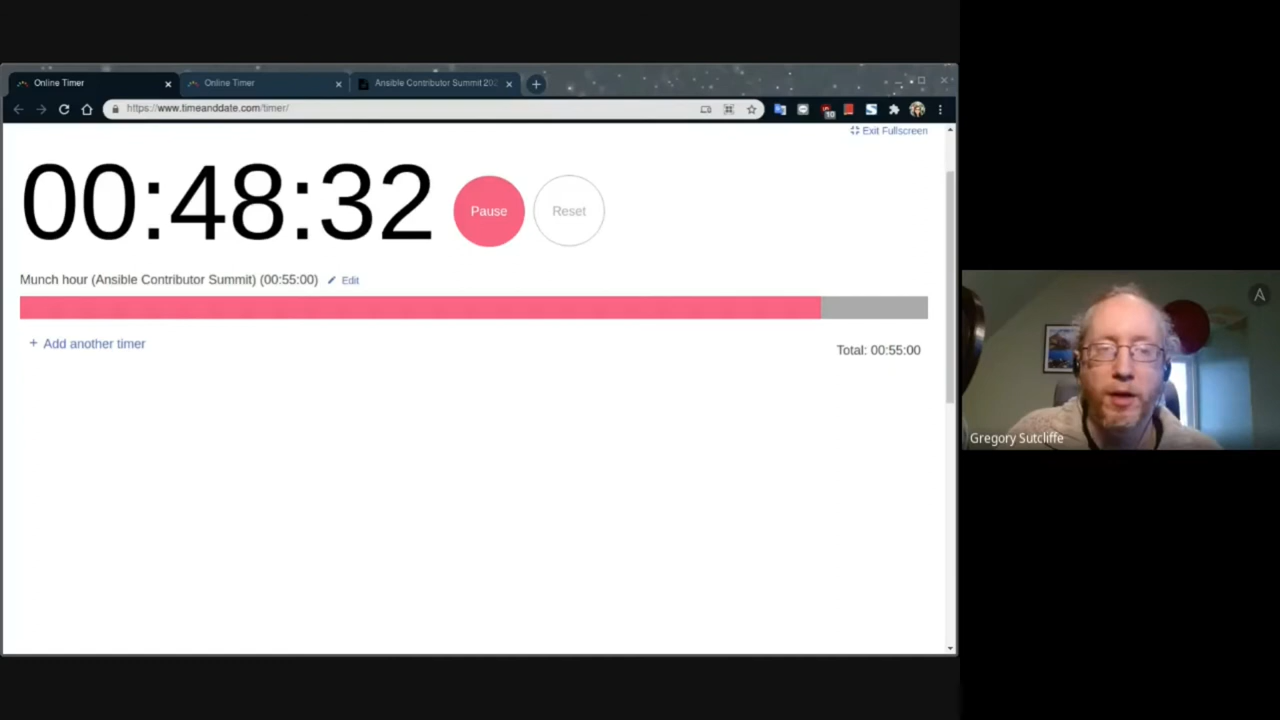 Online Timer
Online Timer
Ansible Contributor Summit 202
https://www.timeanddate.com/timer/
10
Exit Fullscreen
00:48:32
Pause
Reset
Munch hour (Ansible Contributor Summit) (00:55:00)
Edit
+ Add another timer
Total: 00:55:00
A
Gregory Sutcliffe